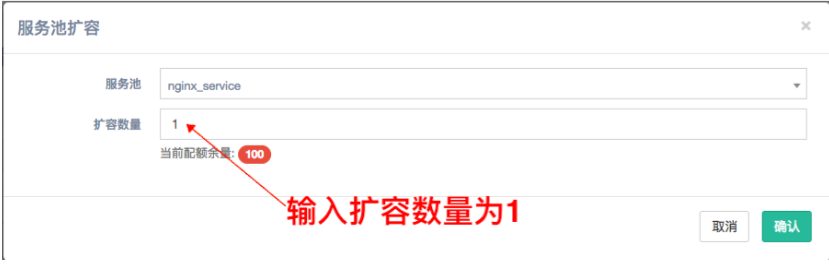 服务池扩容 ×
服务池 nginx_service
扩容数量 1
当前配额余量: 100
输入扩容数量为1
取消 确认